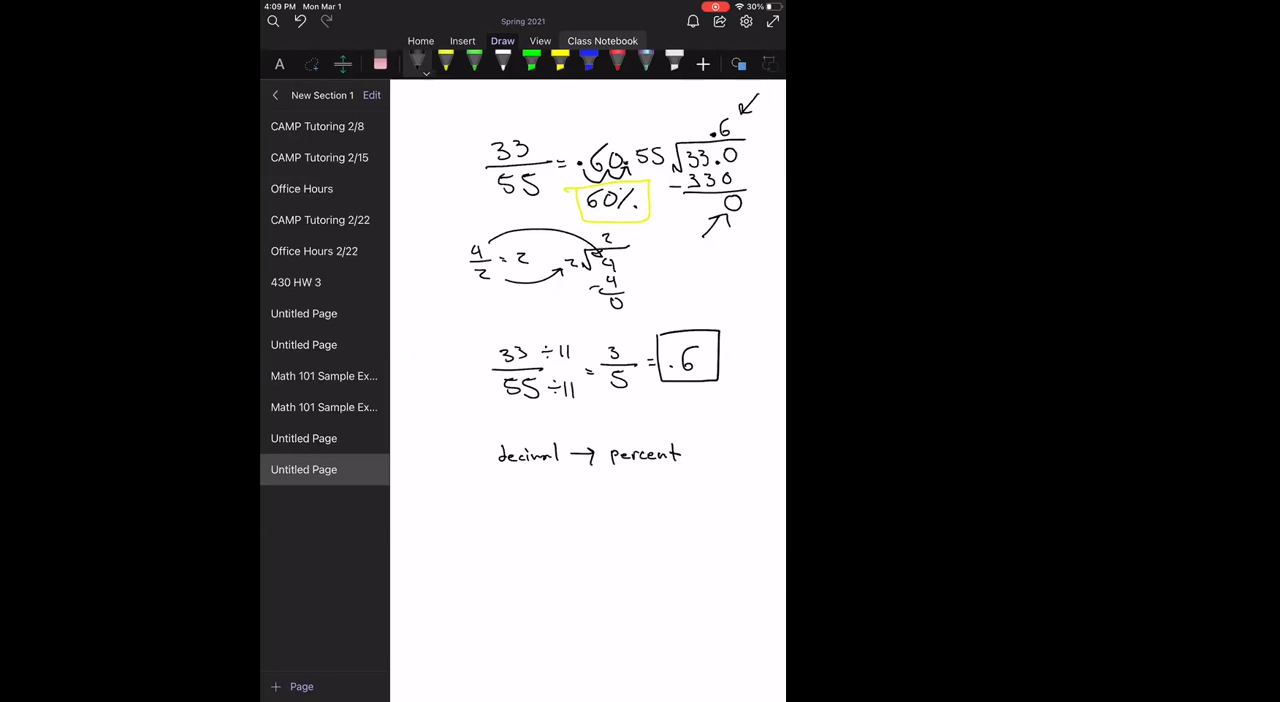 4:09 PM Mon Mar 1
30%
Spring 2021
Home Insert Draw View Class Notebook
A
New Section 1 Edit
CAMP Tutoring 2/8
CAMP Tutoring 2/15
Office Hours
CAMP Tutoring 2/22
Office Hours 2/22
430 HW 3
Untitled Page
Untitled Page
Math 101 Sample Ex...
Math 101 Sample Ex...
Untitled Page
Untitled Page
+ Page
33/55 = .60.
60%
.6
55 √33.0
-330
0
4/2 = 2
2
2√4
-4
0
33 ÷11 / 55 ÷11 = 3/5 = .6
decimal → percent